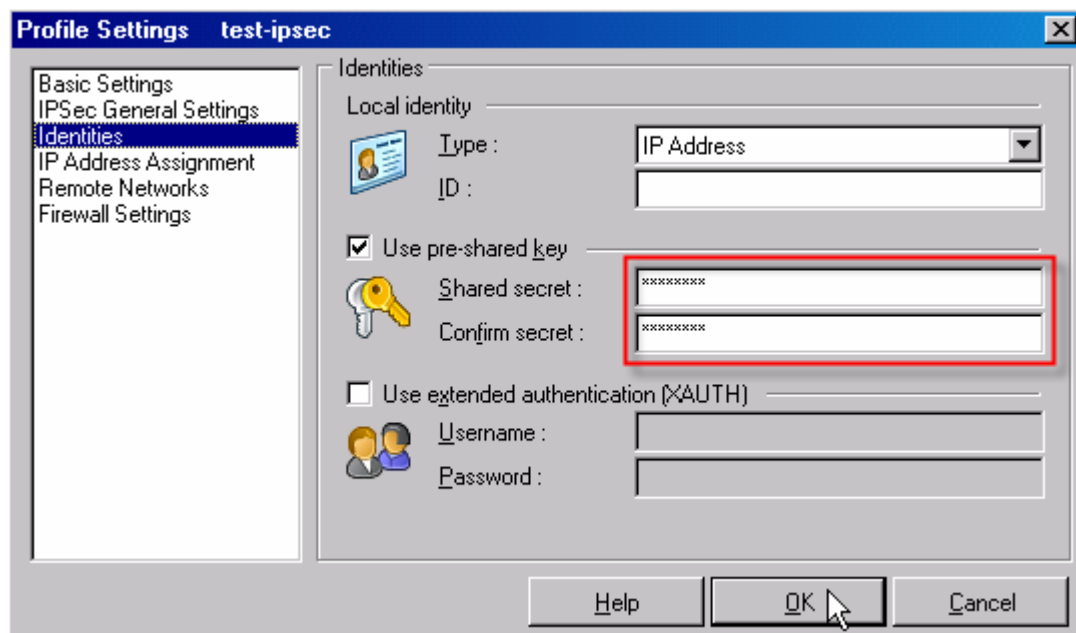 Profile Settings test-ipsec
Basic Settings
IPSec General Settings
Identities
IP Address Assignment
Remote Networks
Firewall Settings
Identities
Local identity
Type : IP Address
ID :
Use pre-shared key
Shared secret : ********
Confirm secret : ********
Use extended authentication (XAUTH)
Username :
Password :
Help OK Cancel